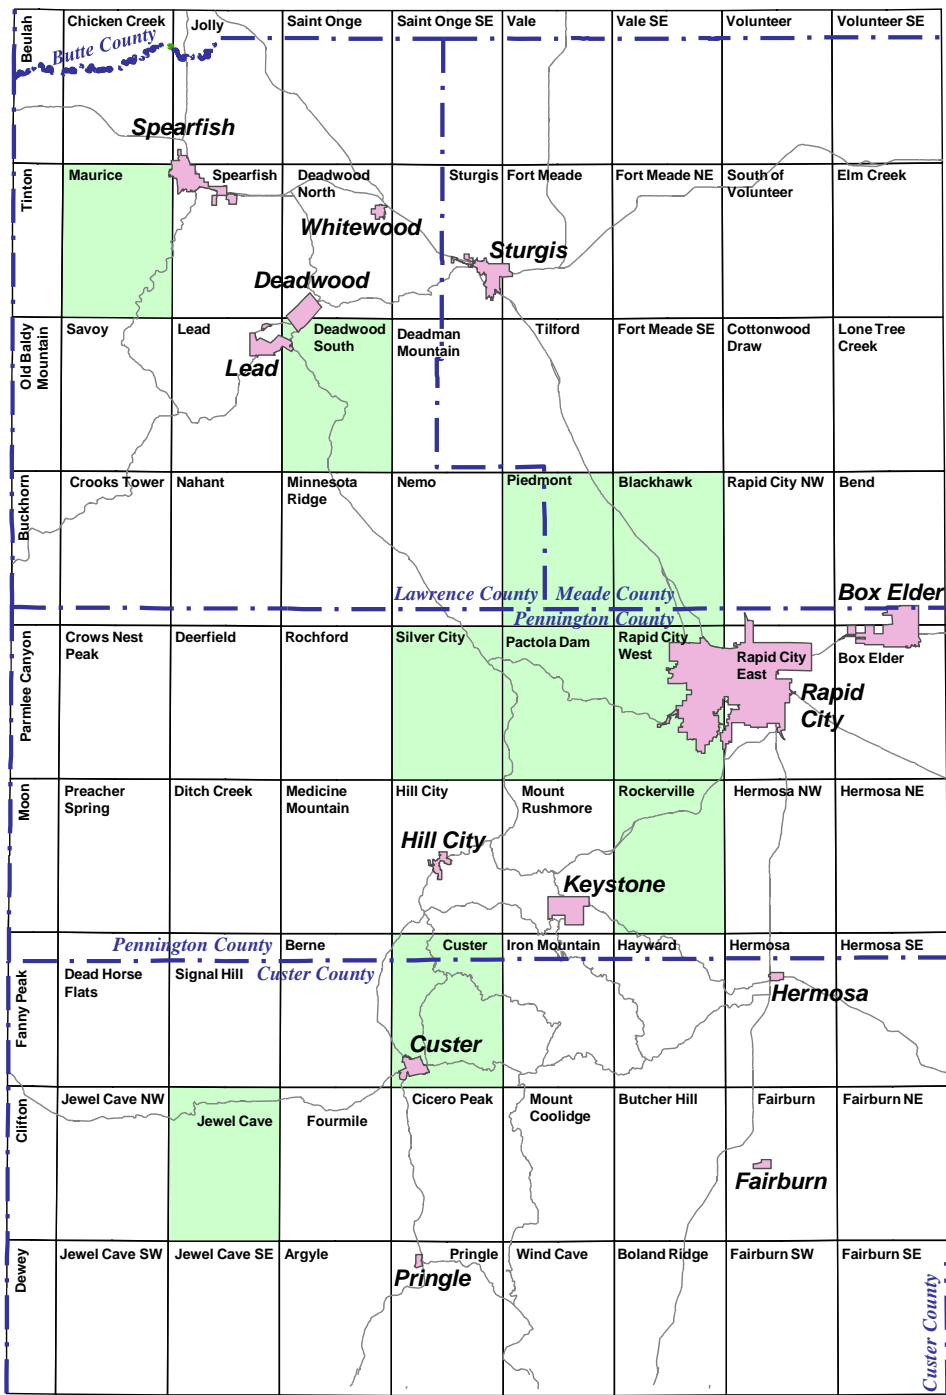 Beulah
Chicken Creek
Jolly
Saint Onge
Saint Onge SE
Vale
Vale SE
Volunteer
Volunteer SE
Butte County
Spearfish
Tinton
Maurice
Spearfish
Deadwood
North
Sturgis
Fort Meade
Fort Meade NE
South of
Volunteer
Elm Creek
Whitewood
Sturgis
Deadwood
Old Baldy
Mountain
Savoy
Lead
Deadwood
South
Deadman
Mountain
Tilford
Fort Meade SE
Cottonwood
Draw
Lone Tree
Creek
Lead
Buckhorn
Crooks Tower
Nahant
Minnesota
Ridge
Nemo
Piedmont
Blackhawk
Rapid City NW
Bend
Lawrence County
Meade County
Box Elder
Pennington County
Parmlee Canyon
Crows Nest
Peak
Deerfield
Rochford
Silver City
Pactola Dam
Rapid City
West
Rapid City
East
Box Elder
Rapid
City
Moon
Preacher
Spring
Ditch Creek
Medicine
Mountain
Hill City
Mount
Rushmore
Rockerville
Hermosa NW
Hermosa NE
Hill City
Keystone
Pennington County
Berne
Custer
Iron Mountain
Hayward
Hermosa
Hermosa SE
Fanny Peak
Dead Horse
Flats
Signal Hill
Custer County
Hermosa
Custer
Clifton
Jewel Cave NW
Jewel Cave
Fourmile
Cicero Peak
Mount
Coolidge
Butcher Hill
Fairburn
Fairburn NE
Fairburn
Dewey
Jewel Cave SW
Jewel Cave SE
Argyle
Pringle
Wind Cave
Boland Ridge
Fairburn SW
Fairburn SE
Pringle
Custer County